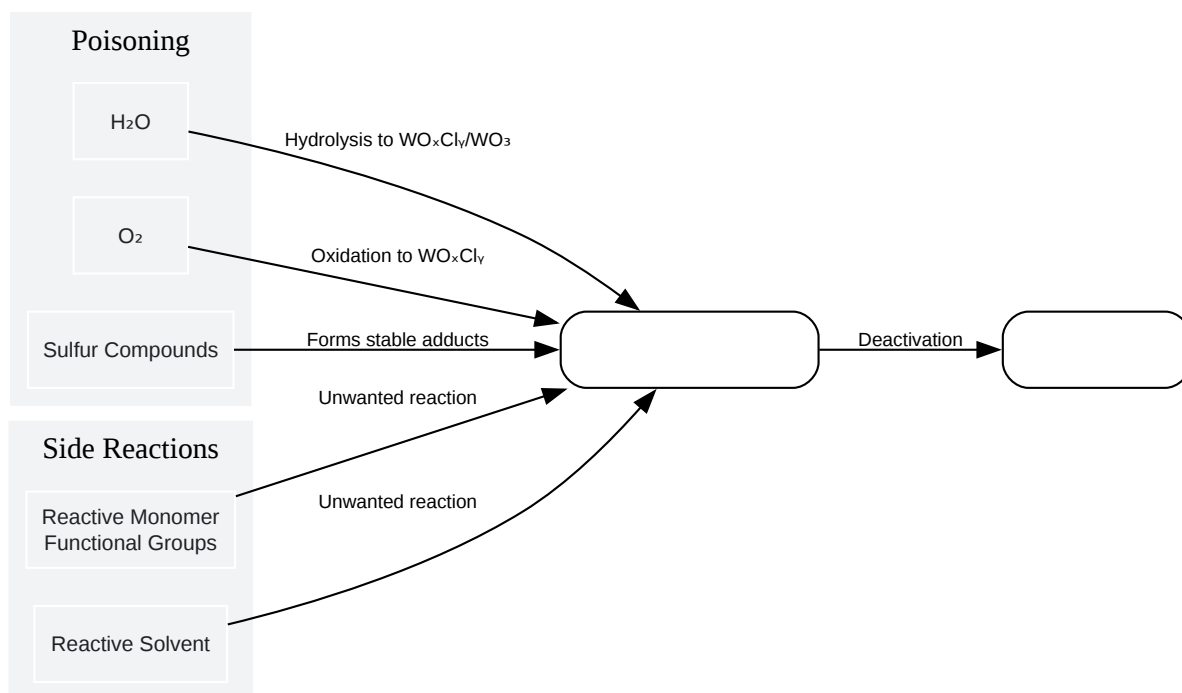 Poisoning
H₂O
Hydrolysis to WOₓClᵧ/WO₃
O₂
Oxidation to WOₓClᵧ
Sulfur Compounds
Forms stable adducts
Deactivation
Unwanted reaction
Side Reactions
Reactive Monomer
Functional Groups
Unwanted reaction
Reactive Solvent